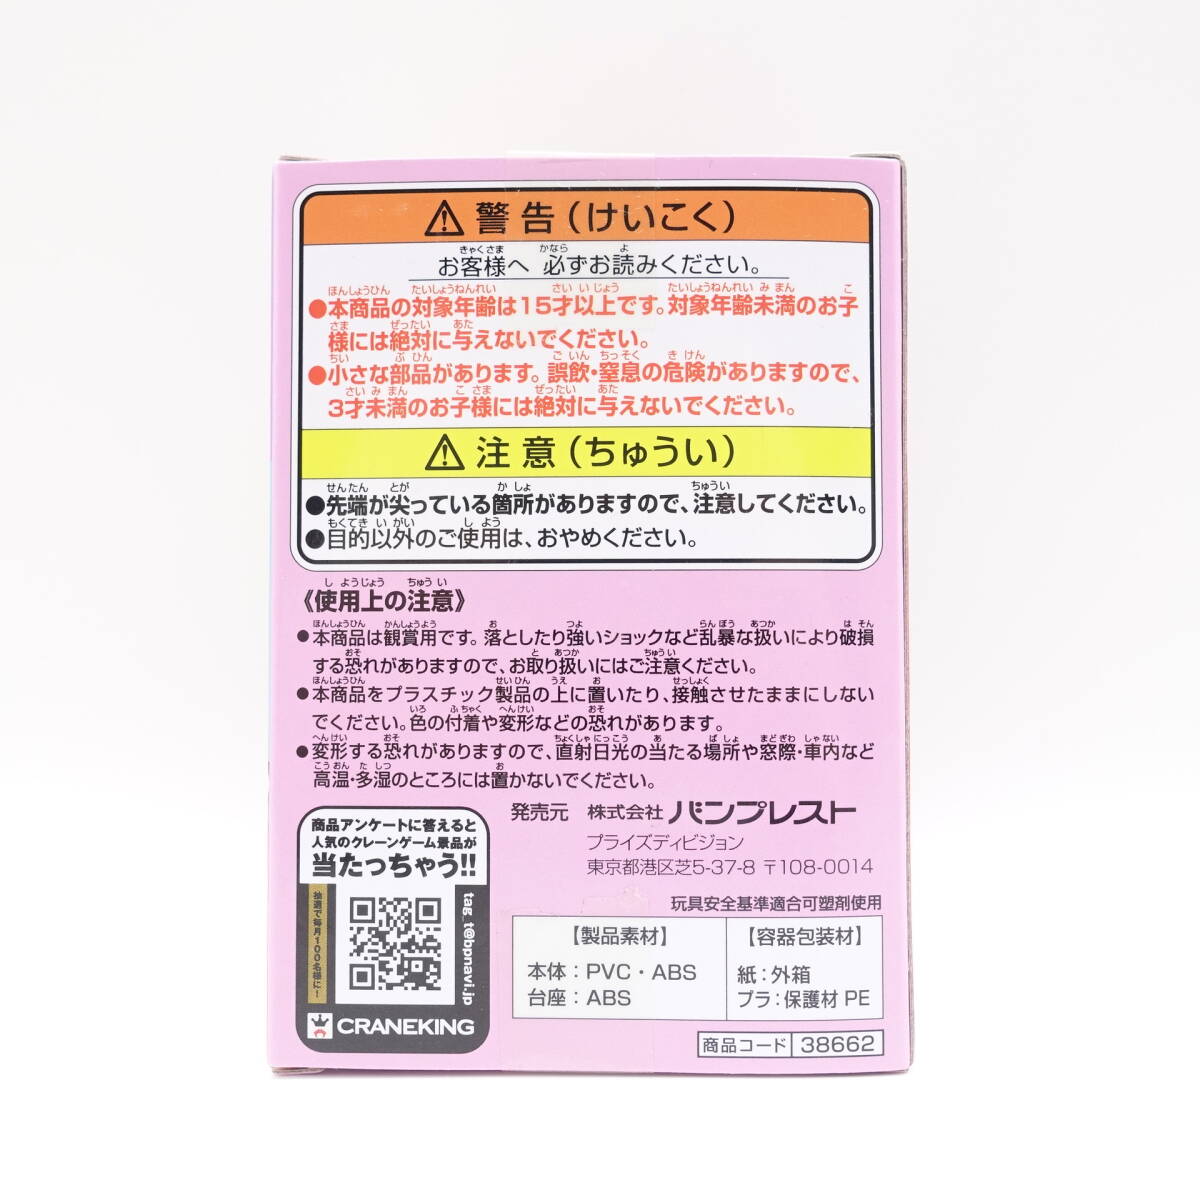 ⚠警告(けいこく)
お客様へ 必ずお読みください。
●本商品の対象年齢は15才以上です。対象年齢未満のお子
様には絶対に与えないでください。
●小さな部品があります。誤飲・窒息の危険がありますので、
3才未満のお子様には絶対に与えないでください。
⚠注意(ちゅうい)
●先端が尖っている箇所がありますので、注意してください。
●目的以外のご使用は、おやめください。
《使用上の注意》
●本商品は観賞用です。落としたり強いショックなど乱暴な扱いにより破損
する恐れがありますので、お取り扱いにはご注意ください。
●本商品をプラスチック製品の上に置いたり、接触させたままにしない
でください。色の付着や変形などの恐れがあります。
●変形する恐れがありますので、直射日光の当たる場所や窓際・車内など
高温・多湿のところには置かないでください。
商品アンケートに答えると
人気のクレーンゲーム景品が
当たっちゃう!!
抽選で毎月100名様に!
tag_t@bpnavi.jp
CRANEKING
発売元 株式会社 バンプレスト
プライズディビジョン
東京都港区芝5-37-8 〒108-0014
玩具安全基準適合可塑剤使用
【製品素材】
本体：PVC・ABS
台座：ABS
【容器包装材】
紙：外箱
プラ：保護材 PE
商品コード 38662